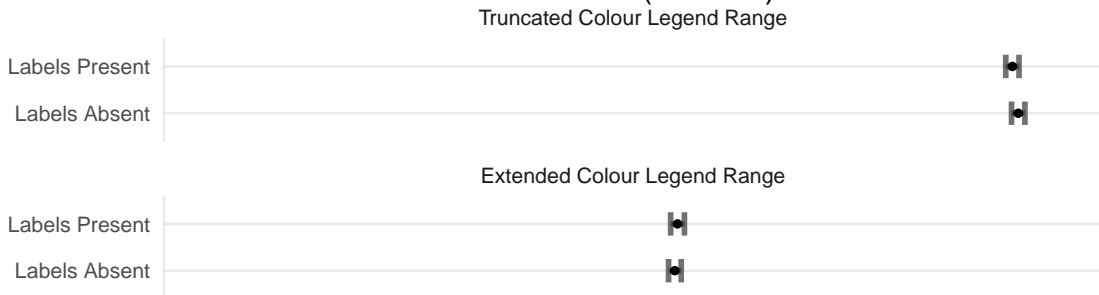 Truncated Colour Legend Range
Labels Present
Labels Absent
Extended Colour Legend Range
Labels Present
Labels Absent